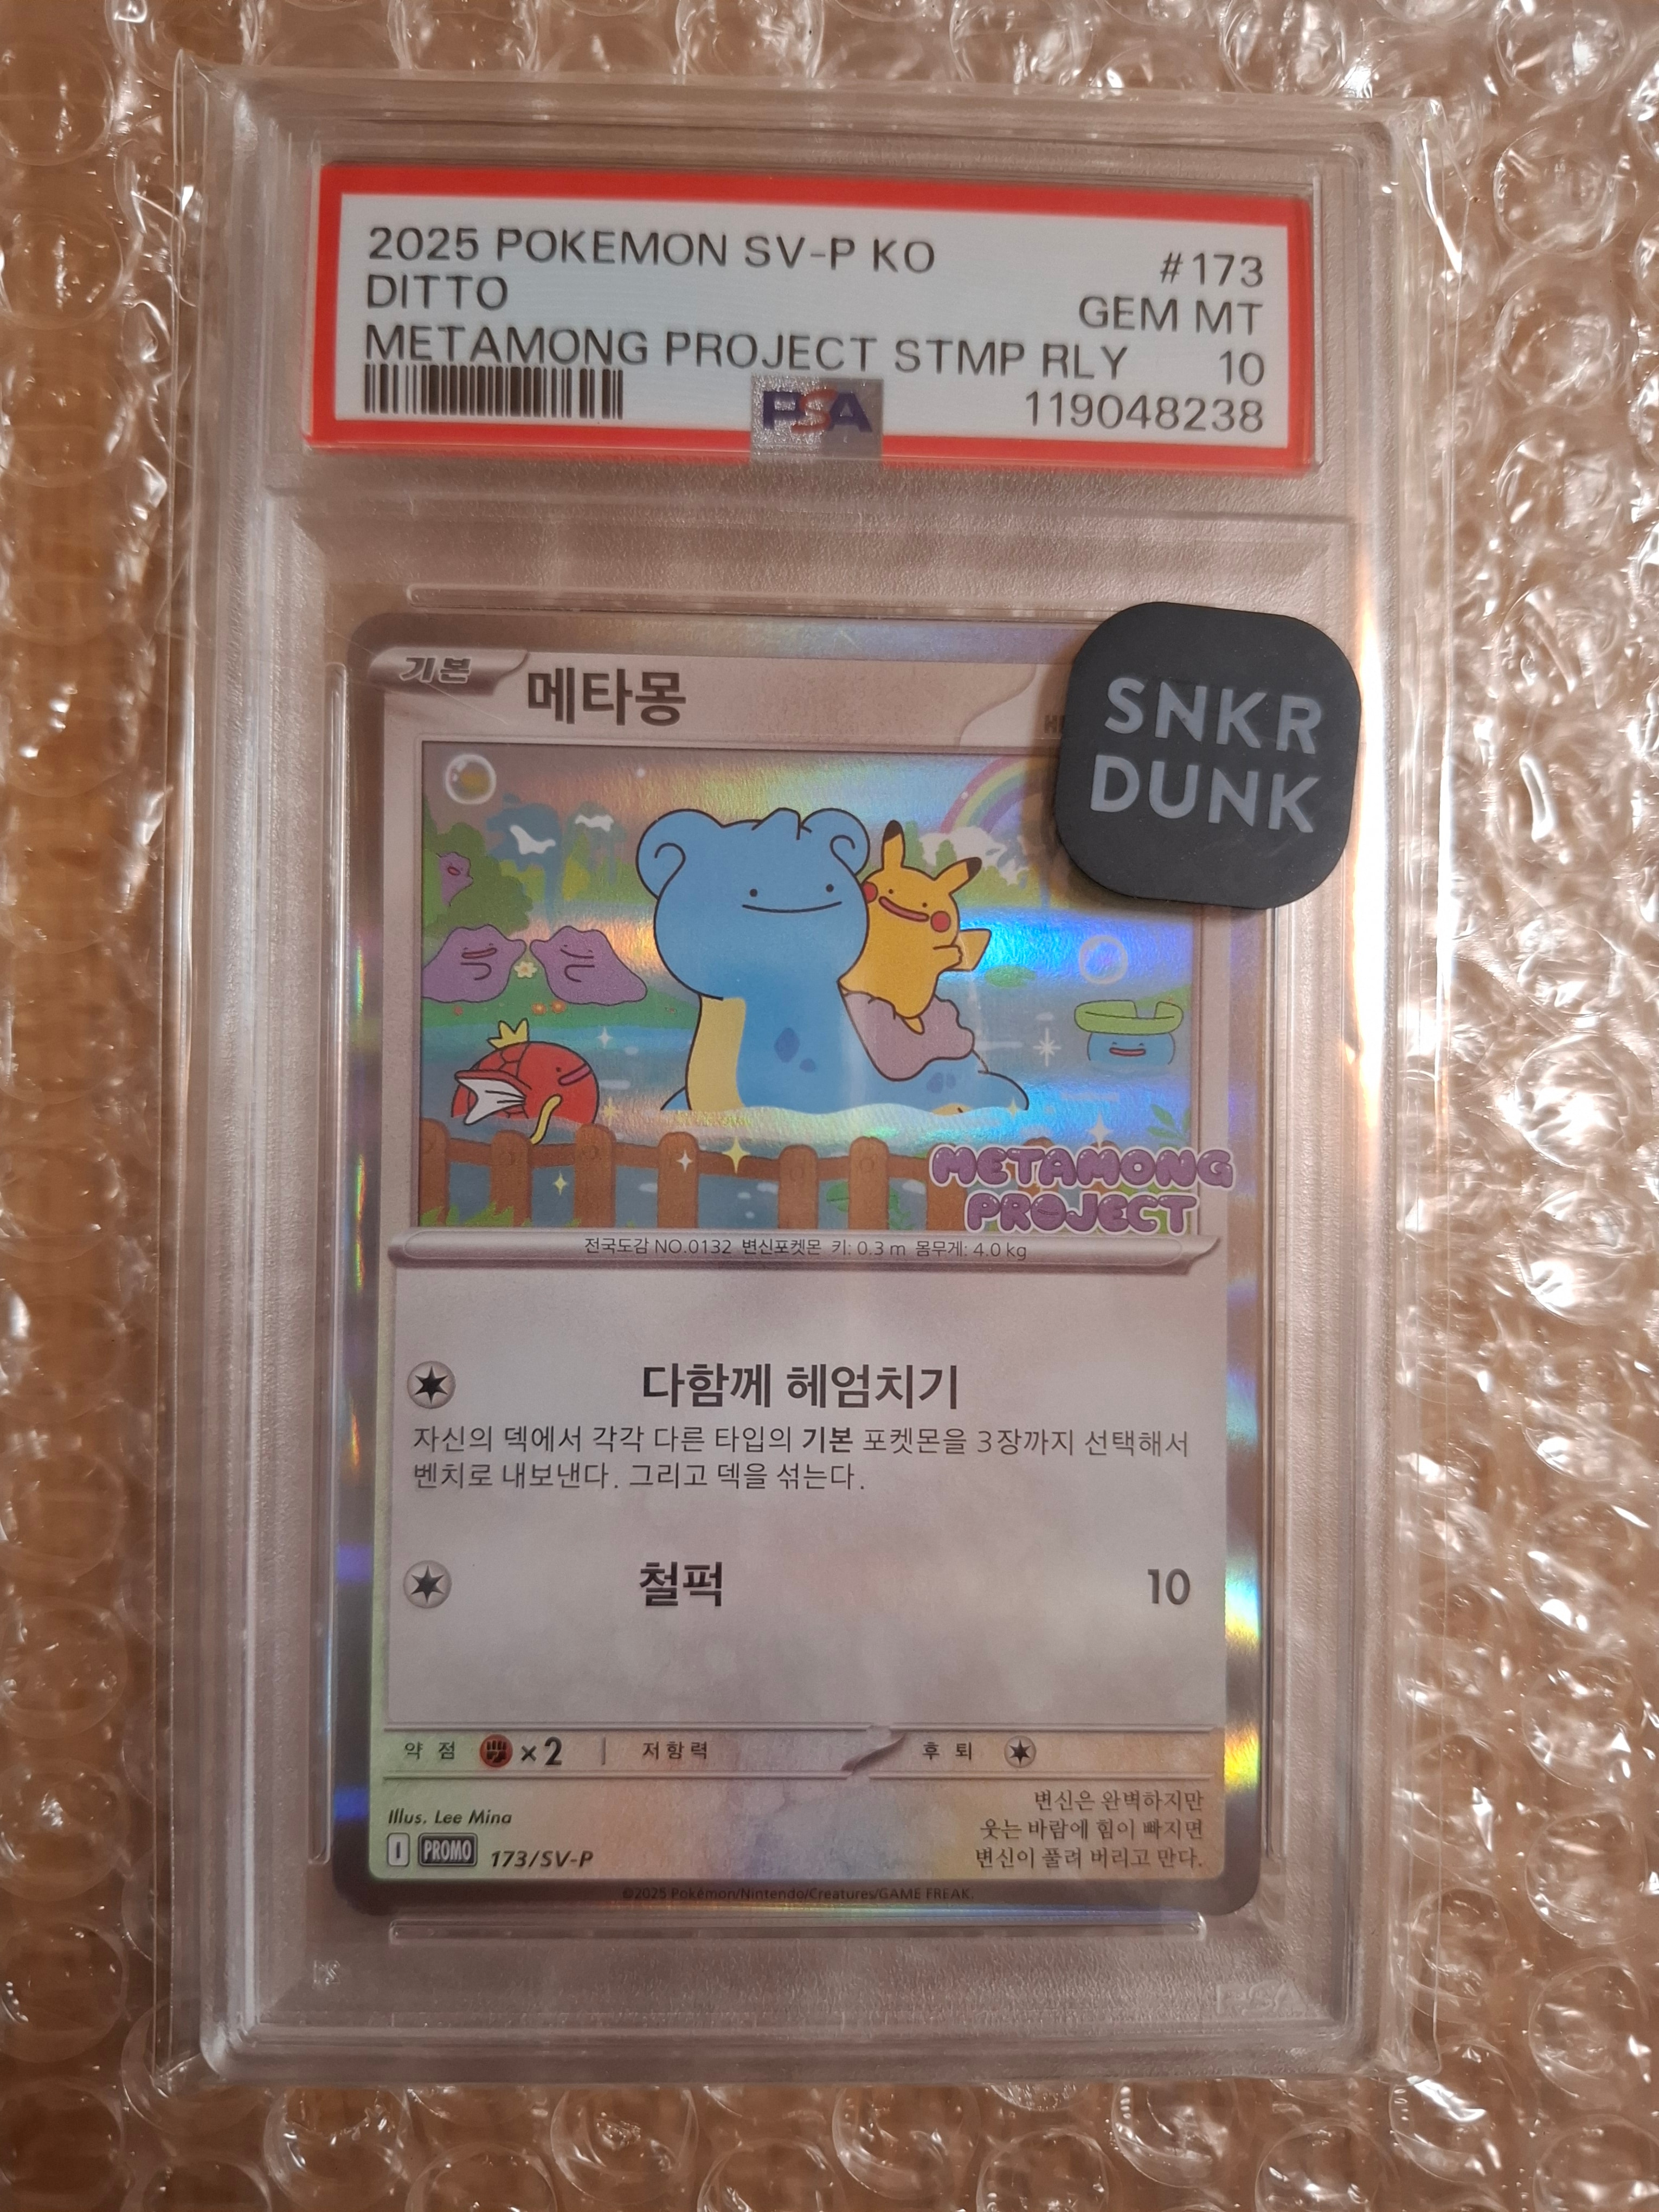 2025 POKEMON SV-P KO
#173
DITTO
GEM MT
METAMONG PROJECT STMP RLY
10
PSA
119048238
기본
메타몽
SNKR
DUNK
METAMONG
PROJECT
전국도감 NO.0132 변신포켓몬 키: 0.3 m 몸무게: 4.0 kg
다함께 헤엄치기
자신의 덱에서 각각 다른 타입의 기본 포켓몬을 3장까지 선택해서
벤치로 내보낸다. 그리고 덱을 섞는다.
철퍽 10
약점 ×2 저항력 후퇴
Illus. Lee Mina
I PROMO 173/SV-P
변신은 완벽하지만
웃는 바람에 힘이 빠지면
변신이 풀려 버리고 만다.
©2025 Pokémon/Nintendo/Creatures/GAME FREAK.